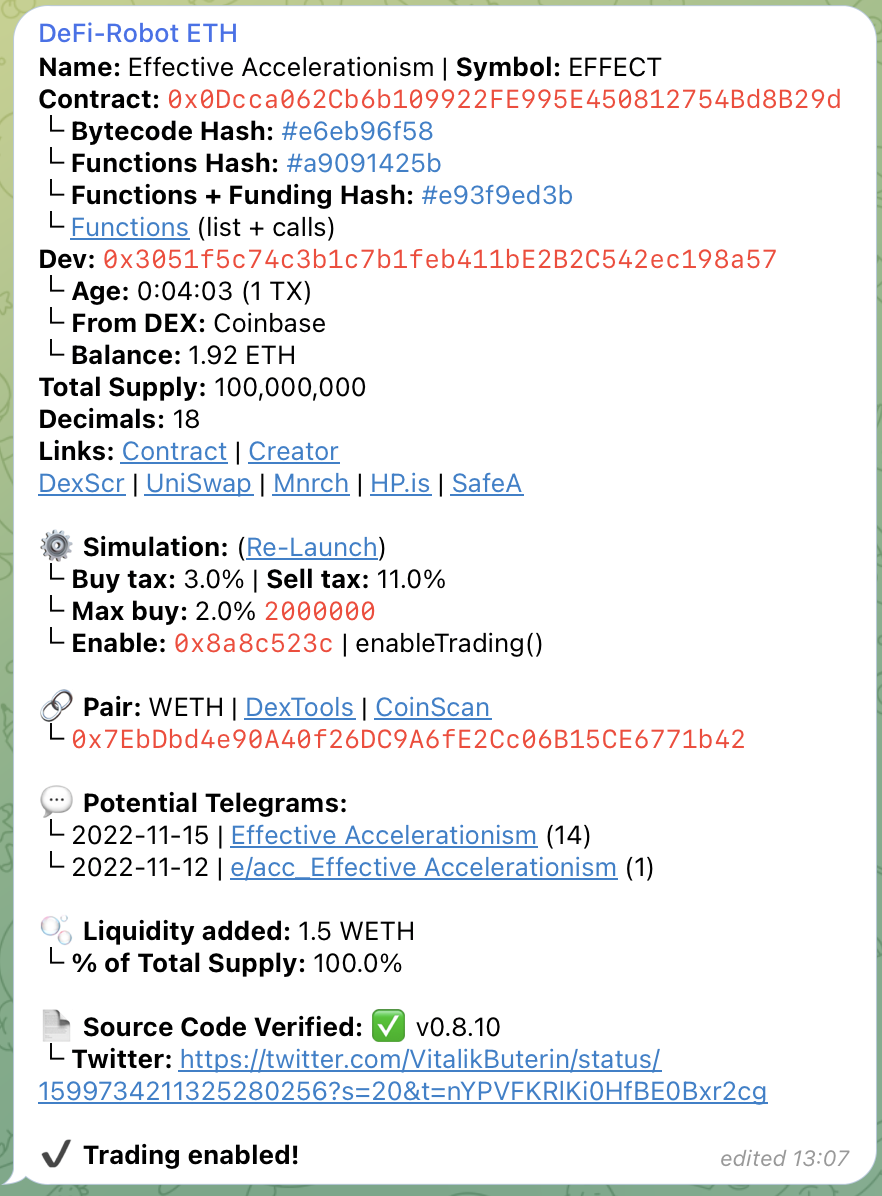 DeFi-Robot ETH
Name: Effective Accelerationism | Symbol: EFFECT
Contract: 0x0Dcca062Cb6b109922FE995E450812754Bd8B29d
└ Bytecode Hash: #e6eb96f58
└ Functions Hash: #a9091425b
└ Functions + Funding Hash: #e93f9ed3b
└ Functions (list + calls)
Dev: 0x3051f5c74c3b1c7b1feb411bE2B2C542ec198a57
└ Age: 0:04:03 (1 TX)
└ From DEX: Coinbase
└ Balance: 1.92 ETH
Total Supply: 100,000,000
Decimals: 18
Links: Contract | Creator
DexScr | UniSwap | Mnrch | HP.is | SafeA
⚙️ Simulation: (Re-Launch)
└ Buy tax: 3.0% | Sell tax: 11.0%
└ Max buy: 2.0% 2000000
└ Enable: 0x8a8c523c | enableTrading()
🔗 Pair: WETH | DexTools | CoinScan
└ 0x7EbDbd4e90A40f26DC9A6fE2Cc06B15CE6771b42
💬 Potential Telegrams:
└ 2022-11-15 | Effective Accelerationism (14)
└ 2022-11-12 | e/acc_Effective Accelerationism (1)
🫧 Liquidity added: 1.5 WETH
└ % of Total Supply: 100.0%
📄 Source Code Verified: ✅ v0.8.10
└ Twitter: https://twitter.com/VitalikButerin/status/
1599734211325280256?s=20&t=nYPVFKRlKi0HfBE0Bxr2cg
✔️ Trading enabled!
edited 13:07